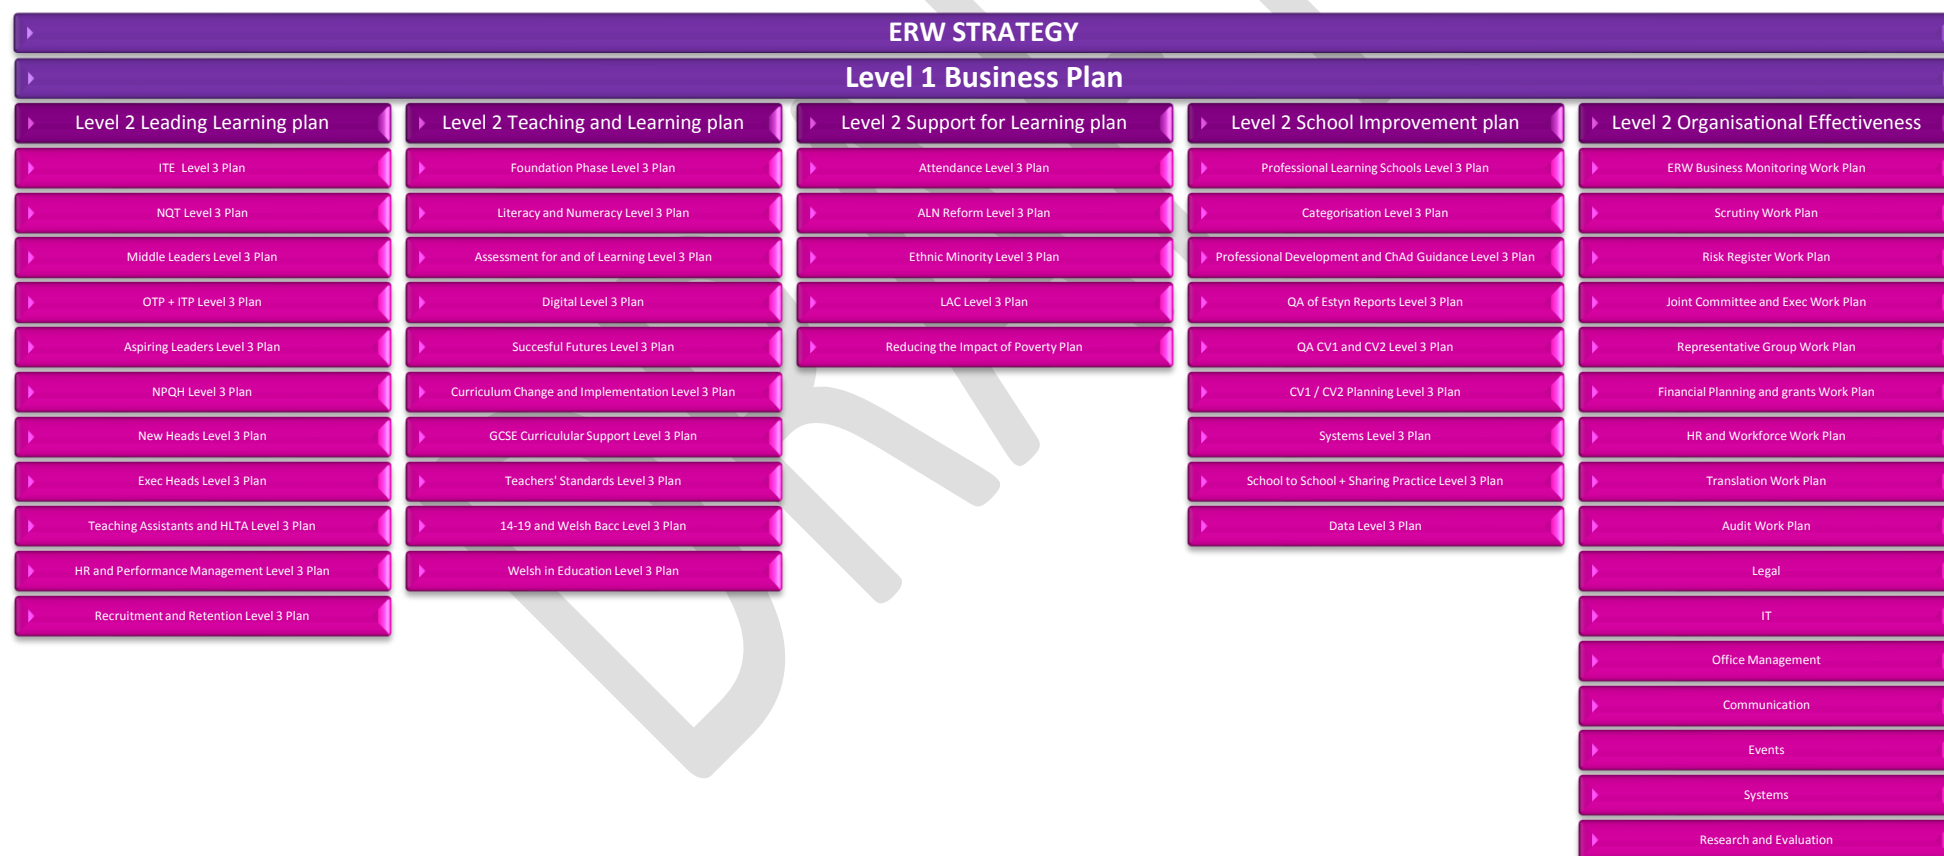 ERW STRATEGY
Level 1 Business Plan
Level 2 Leading Learning plan
ITE Level 3 Plan
NQT Level 3 Plan
Middle Leaders Level 3 Plan
OTP + ITP Level 3 Plan
Aspiring Leaders Level 3 Plan
NPQH Level 3 Plan
New Heads Level 3 Plan
Exec Heads Level 3 Plan
Teaching Assistants and HLTA Level 3 Plan
HR and Performance Management Level 3 Plan
Recruitment and Retention Level 3 Plan
Level 2 Teaching and Learning plan
Foundation Phase Level 3 Plan
Literacy and Numeracy Level 3 Plan
Assessment for and of Learning Level 3 Plan
Digital Level 3 Plan
Succesful Futures Level 3 Plan
Curriculum Change and Implementation Level 3 Plan
GCSE Curriculular Support Level 3 Plan
Teachers' Standards Level 3 Plan
14-19 and Welsh Bacc Level 3 Plan
Welsh in Education Level 3 Plan
Level 2 Support for Learning plan
Attendance Level 3 Plan
ALN Reform Level 3 Plan
Ethnic Minority Level 3 Plan
LAC Level 3 Plan
Reducing the Impact of Poverty Plan
Level 2 School Improvement plan
Professional Learning Schools Level 3 Plan
Categorisation Level 3 Plan
Professional Development and ChAd Guidance Level 3 Plan
QA of Estyn Reports Level 3 Plan
QA CV1 and CV2 Level 3 Plan
CV1 / CV2 Planning Level 3 Plan
Systems Level 3 Plan
School to School + Sharing Practice Level 3 Plan
Data Level 3 Plan
Level 2 Organisational Effectiveness
ERW Business Monitoring Work Plan
Scrutiny Work Plan
Risk Register Work Plan
Joint Committee and Exec Work Plan
Representative Group Work Plan
Financial Planning and grants Work Plan
HR and Workforce Work Plan
Translation Work Plan
Audit Work Plan
Legal
IT
Office Management
Communication
Events
Systems
Research and Evaluation